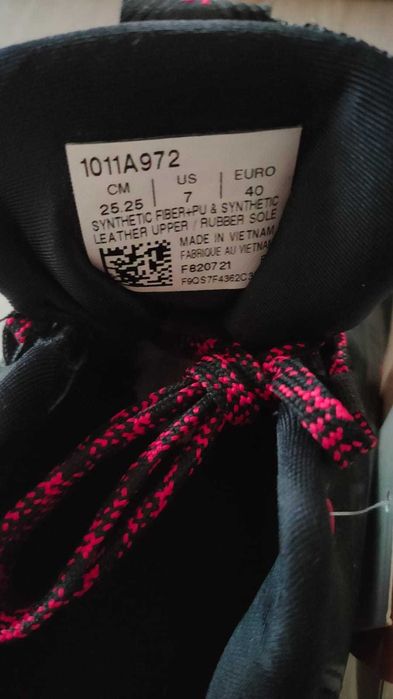 1011A972
CM | US | EURO
25.25 | 7 | 40
SYNTHETIC FIBER+PU & SYNTHETIC
LEATHER UPPER / RUBBER SOLE
MADE IN VIETNAM
FABRIQUE AU VIETNAM
F820721